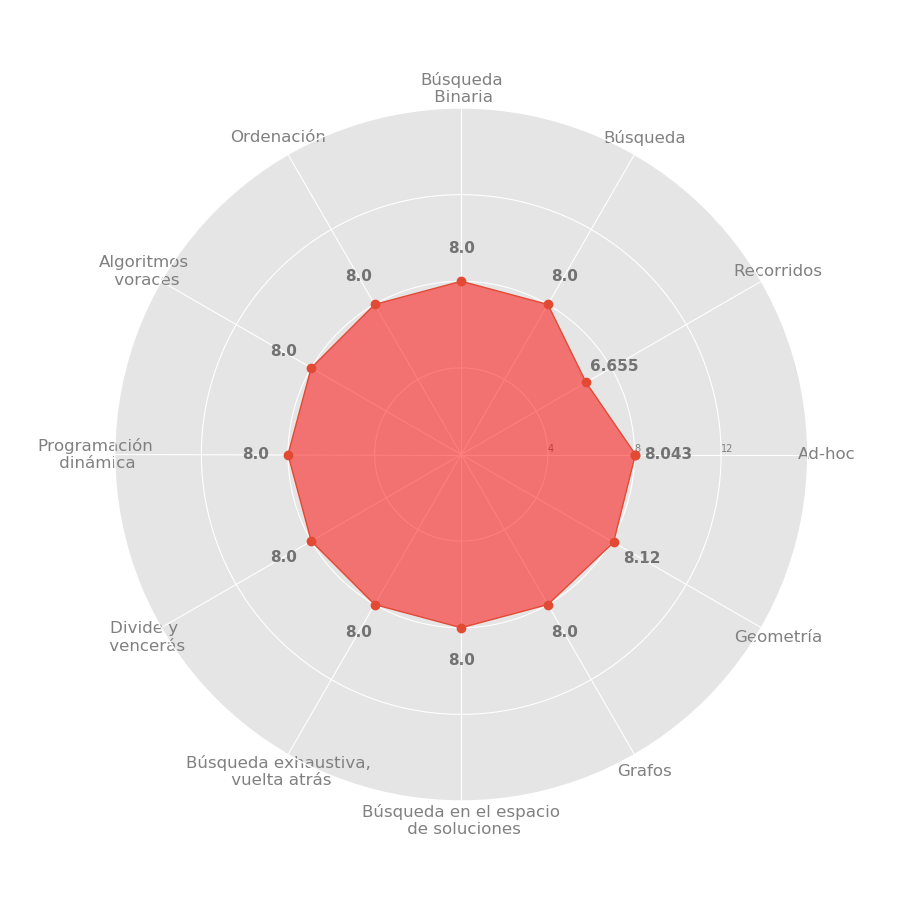 Búsqueda
Binaria
Ordenación
Búsqueda
8.0
Algoritmos
voraces
8.0
8.0
Recorridos
8.0
6.655
Programación
dinámica
8.0
4
8
12
8.043
Ad-hoc
8.0
8.12
Divide y
vencerás
8.0
8.0
Geometría
8.0
Búsqueda exhaustiva,
vuelta atrás
Grafos
Búsqueda en el espacio
de soluciones